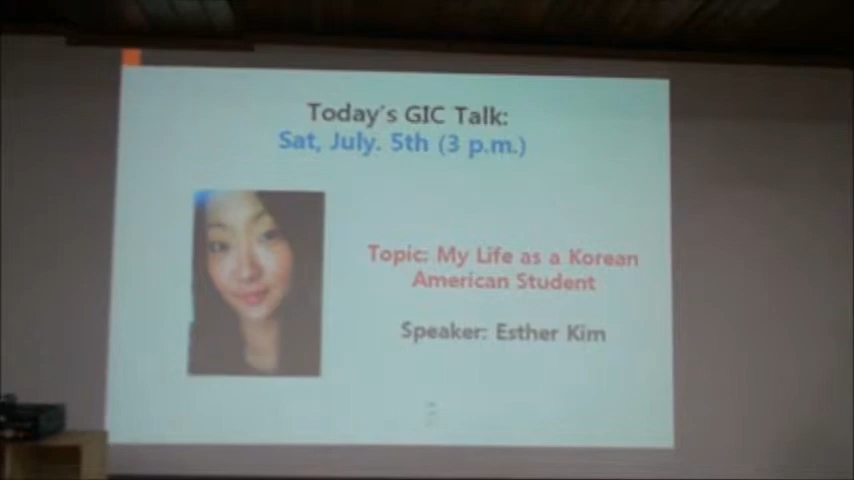 Today's GIC Talk:
Sat, July. 5th (3 p.m.)
Topic: My Life as a Korean
American Student
Speaker: Esther Kim